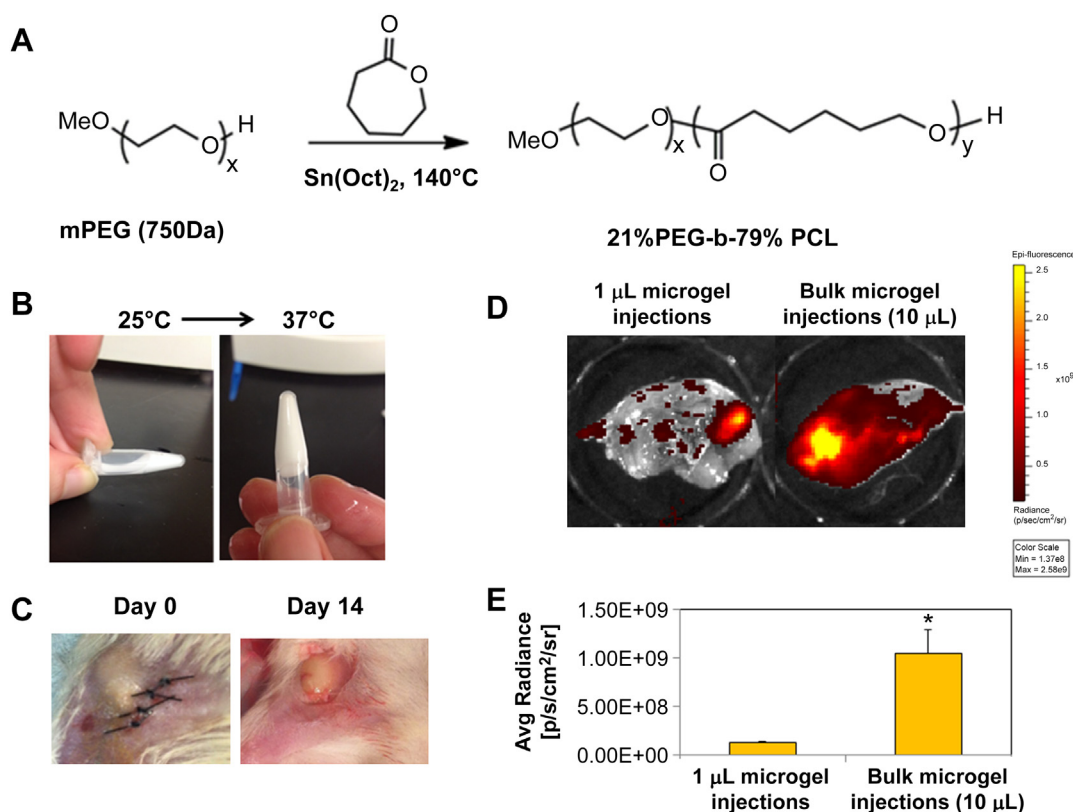 A
O
O
MeO
O
H
x
Sn(Oct)2, 140°C
MeO
O
x
O
O
H
y
mPEG (750Da)
21%PEG-b-79% PCL
B
25°C
37°C
C
Day 0
Day 14
D
1 μL microgel
injections
Bulk microgel
injections (10 μL)
Epi-fluorescence
2.5
2.0
1.5
x10⁹
1.0
0.5
Radiance
(p/sec/cm²/sr)
Color Scale
Min = 1.37e8
Max = 2.58e9
E
Avg Radiance
[p/s/cm²/sr]
1.50E+09
1.00E+09
5.00E+08
0.00E+00
*
1 μL microgel
injections
Bulk microgel
injections (10 μL)